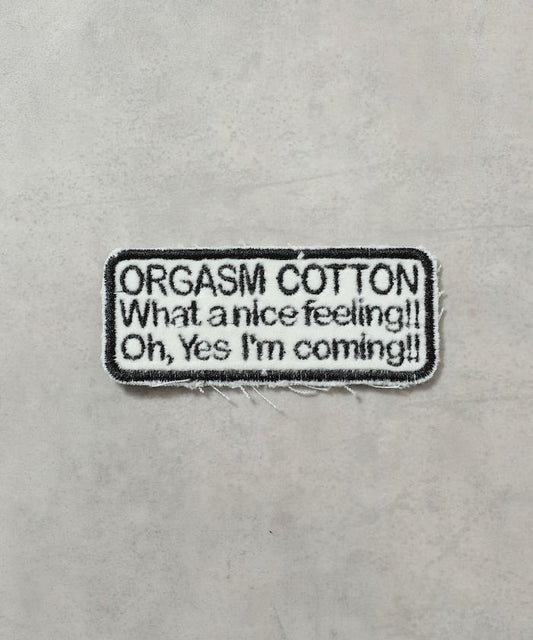 ORGASM COTTON
What a nice feeling!!
Oh, Yes I'm coming!!